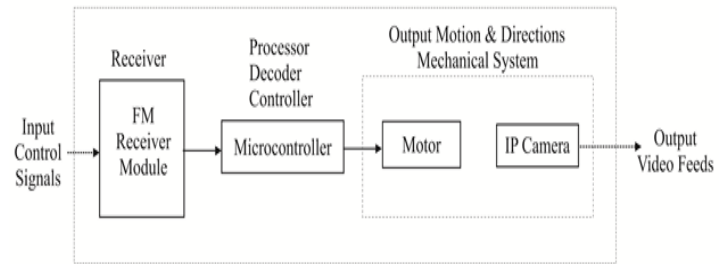 Input
Control
Signals
Receiver
FM
Receiver
Module
Processor
Decoder
Controller
Microcontroller
Output Motion & Directions
Mechanical System
Motor
IP Camera
Output
Video Feeds